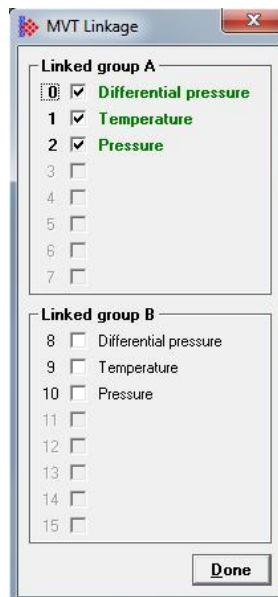 MVT Linkage
Linked group A
0 Differential pressure
1 Temperature
2 Pressure
3
4
5
6
7
Linked group B
8 Differential pressure
9 Temperature
10 Pressure
11
12
13
14
15
Done